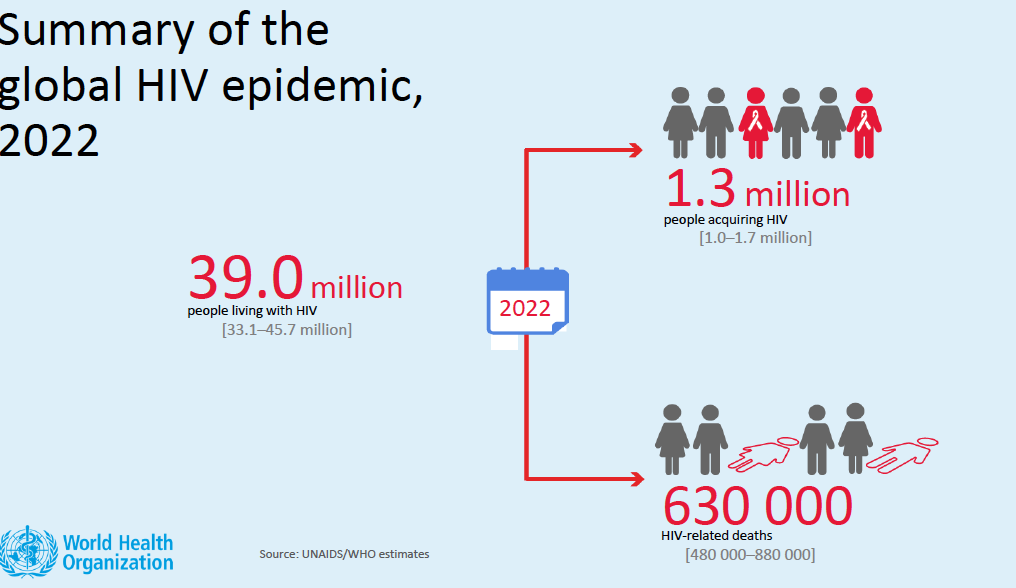 Summary of the
global HIV epidemic,
2022
1.3 million
people acquiring HIV
[1.0–1.7 million]
39.0 million
people living with HIV
[33.1–45.7 million]
2022
630 000
HIV-related deaths
[480 000–880 000]
World Health
Organization
Source: UNAIDS/WHO estimates